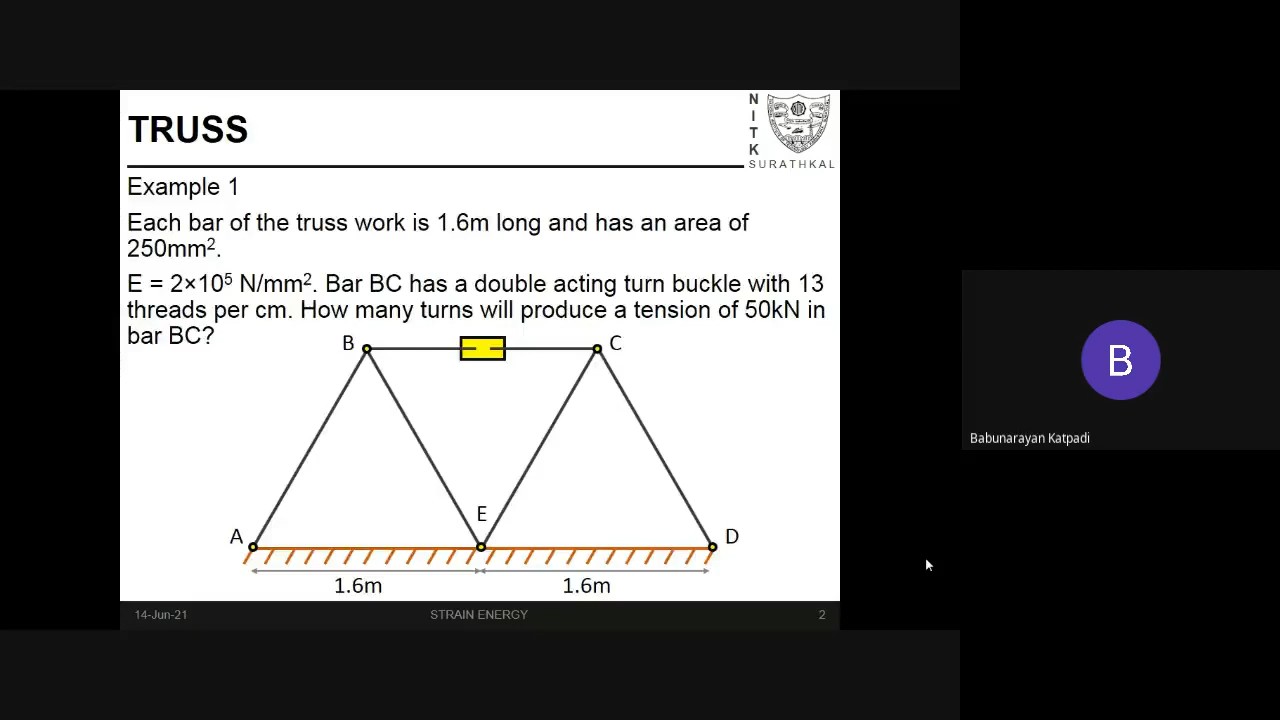 TRUSS
N
I
T
K
SURATHKAL
Example 1
Each bar of the truss work is 1.6m long and has an area of
250mm².
E = 2×10⁵ N/mm². Bar BC has a double acting turn buckle with 13
threads per cm. How many turns will produce a tension of 50kN in
bar BC?
B
C
E
A
D
1.6m
1.6m
14-Jun-21
STRAIN ENERGY
2
B
Babunarayan Katpadi